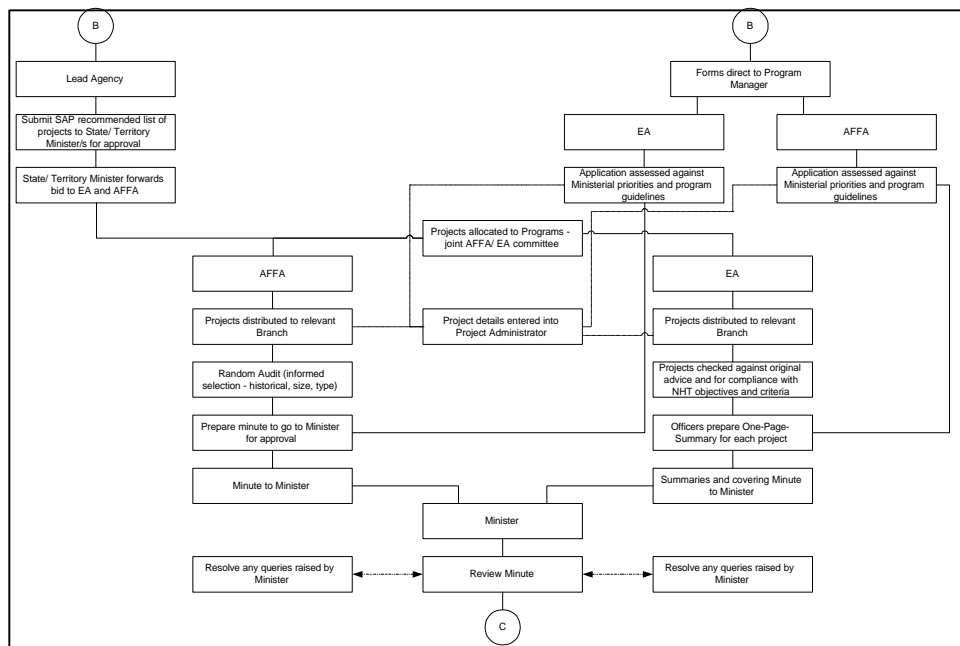 B
B
Lead Agency
Forms direct to Program
Manager
Submit SAP recommended list of
projects to State/ Territory
Minister/s for approval
EA
AFFA
State/ Territory Minister forwards
bid to EA and AFFA
Application assessed against
Ministerial priorities and program
guidelines
Application assessed against
Ministerial priorities and program
guidelines
Projects allocated to Programs -
joint AFFA/ EA committee
AFFA
EA
Projects distributed to relevant
Branch
Project details entered into
Project Administrator
Projects distributed to relevant
Branch
Random Audit (informed
selection - historical, size, type)
Projects checked against original
advice and for compliance with
NHT objectives and criteria
Prepare minute to go to Minister
for approval
Officers prepare One-Page-
Summary for each project
Minute to Minister
Summaries and covering Minute
to Minister
Minister
Resolve any queries raised by
Minister
Review Minute
Resolve any queries raised by
Minister
C